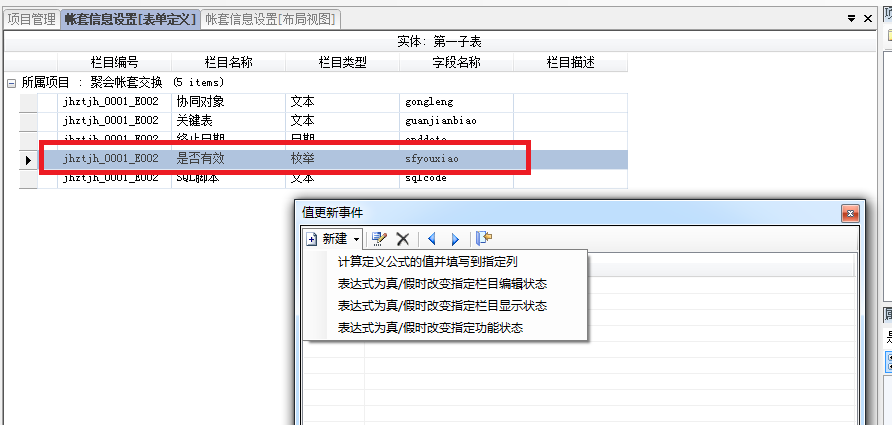 项目管理 帐套信息设置[表单定义] 帐套信息设置[布局视图] 项
实体: 第一子表
栏目编号 栏目名称 栏目类型 字段名称 栏目描述
所属项目 : 聚会帐套交换 (5 items)
jhztjh_0001_E002 协同对象 文本 gongleng
jhztjh_0001_E002 关键表 文本 guanjianbiao
终止日期 日期 enddate
jhztjh_0001_E002 是否有效 枚举 sfyouxiao
jhztjh_0001_E002 SQL脚本 文本 sqlcode
值更新事件
新建
计算定义公式的值并填写到指定列
表达式为真/假时改变指定栏目编辑状态
表达式为真/假时改变指定栏目显示状态
表达式为真/假时改变指定功能状态
属
是